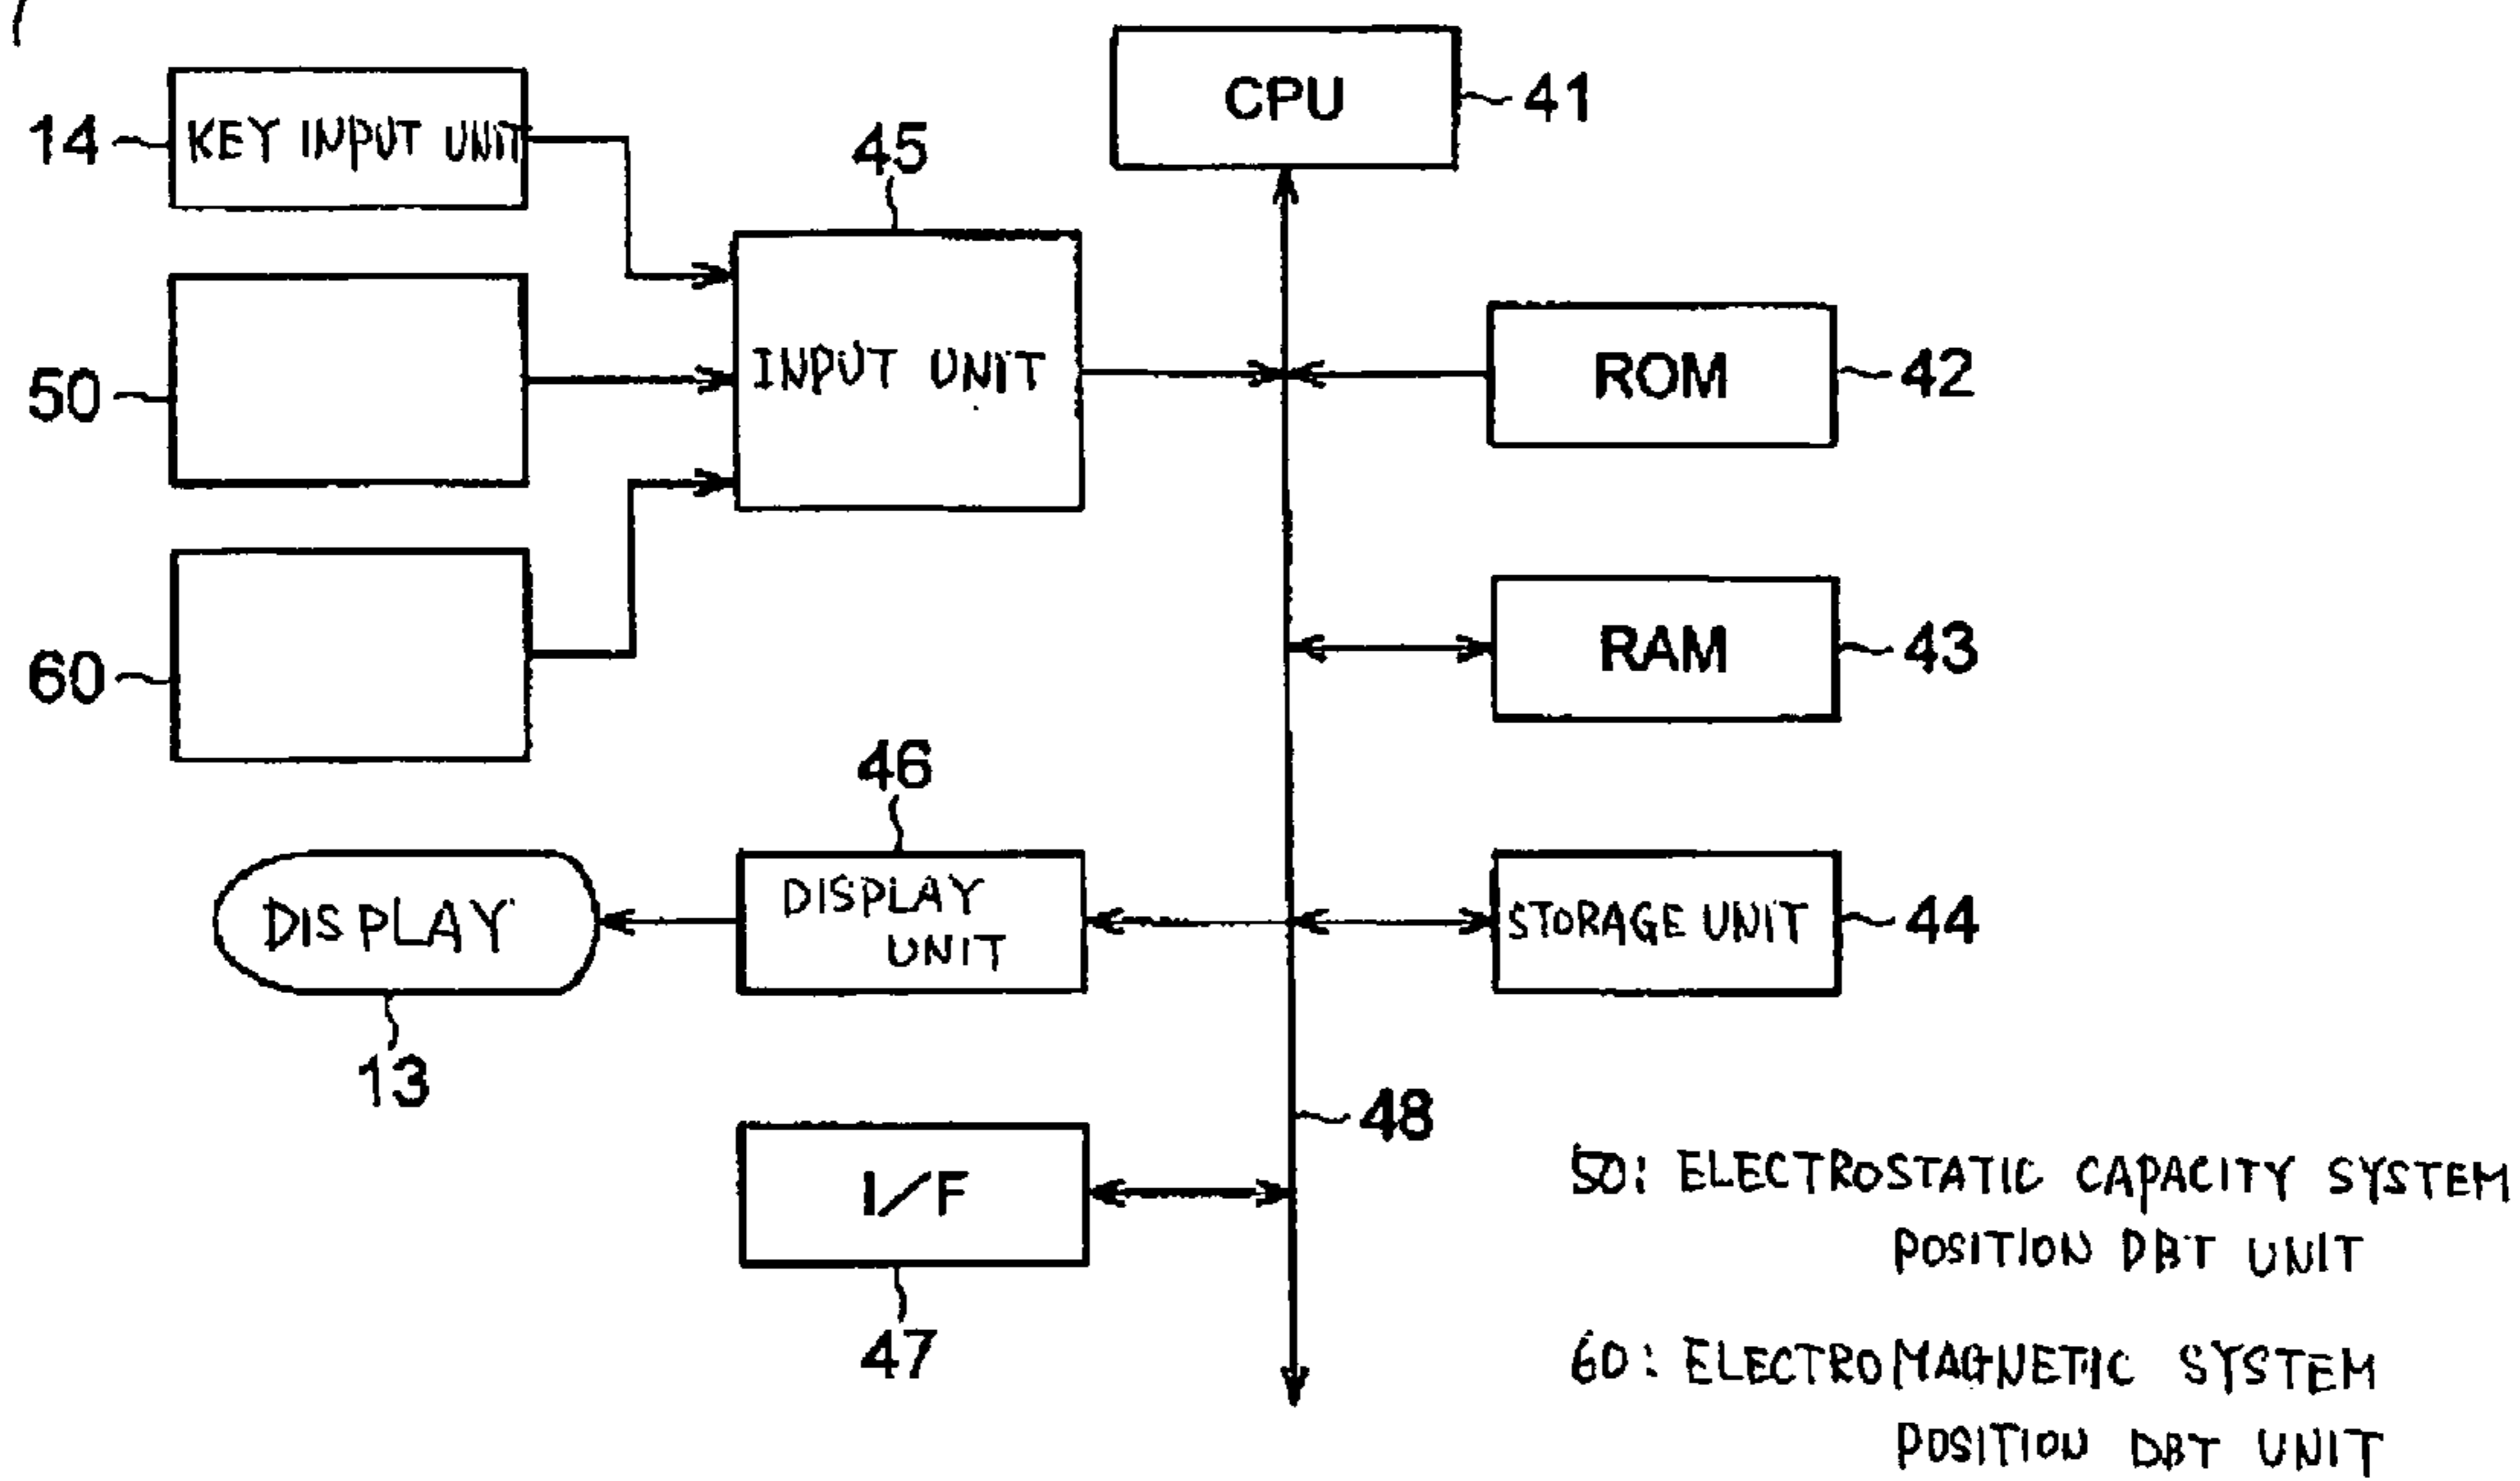 CPU
41
14
KEY INPUT UNIT
45
50
INPUT UNIT
ROM
42
60
RAM
43
46
DISPLAY
DISPLAY
UNIT
STORAGE UNIT
44
13
48
I/F
47
50: ELECTROSTATIC CAPACITY SYSTEM
POSITION DBT UNIT
60: ELECTROMAGNETIC SYSTEM
POSITION DBT UNIT